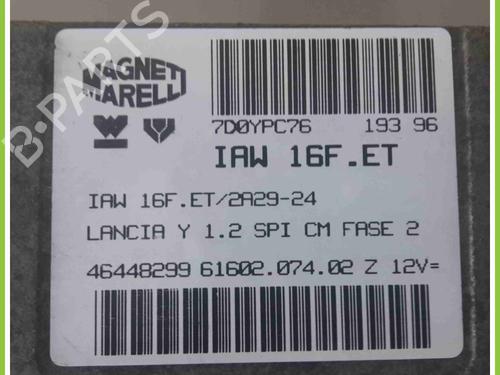 B-PARTS
MAGNETI
MARELLI
7D0YPC76 193 96
IAW 16F.ET
IAW 16F.ET/2A29-24
LANCIA Y 1.2 SPI CM FASE 2
46448299 61602.074.02 Z 12V=